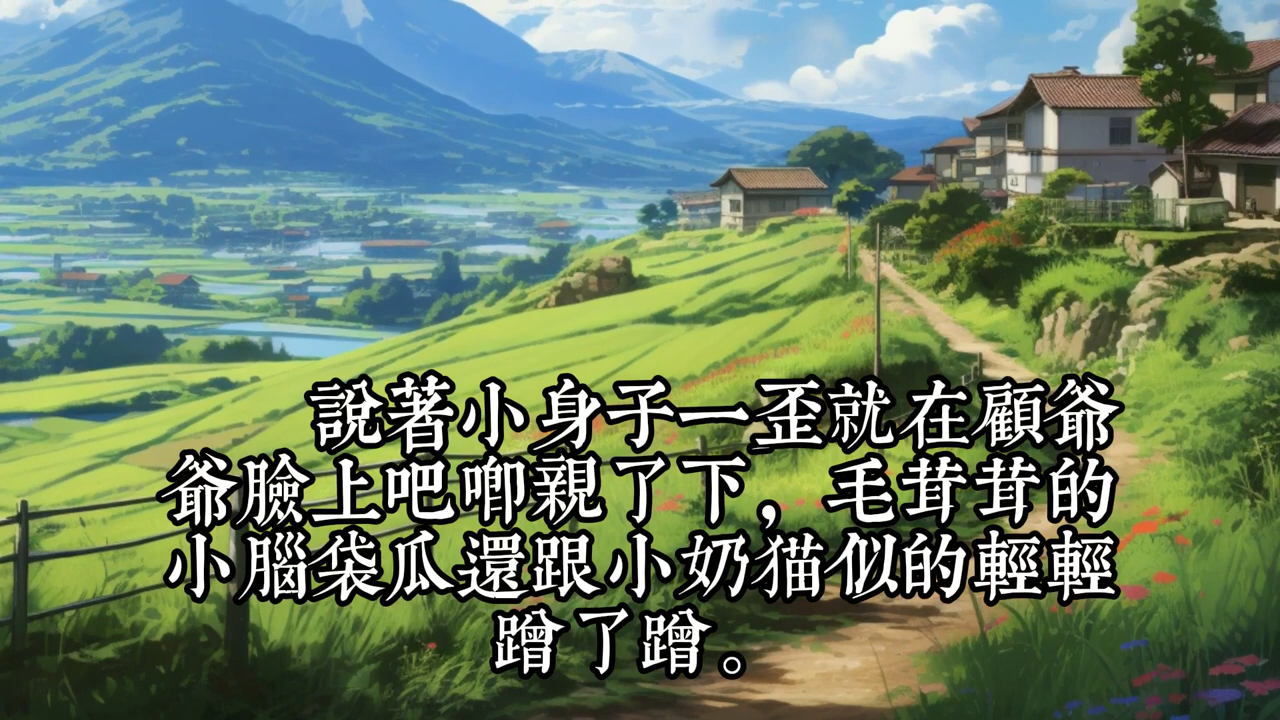 說著小身子一歪就在顧爺
爺臉上吧唧親了下，毛茸茸的
小腦袋瓜還跟小奶猫似的輕輕
蹭了蹭。